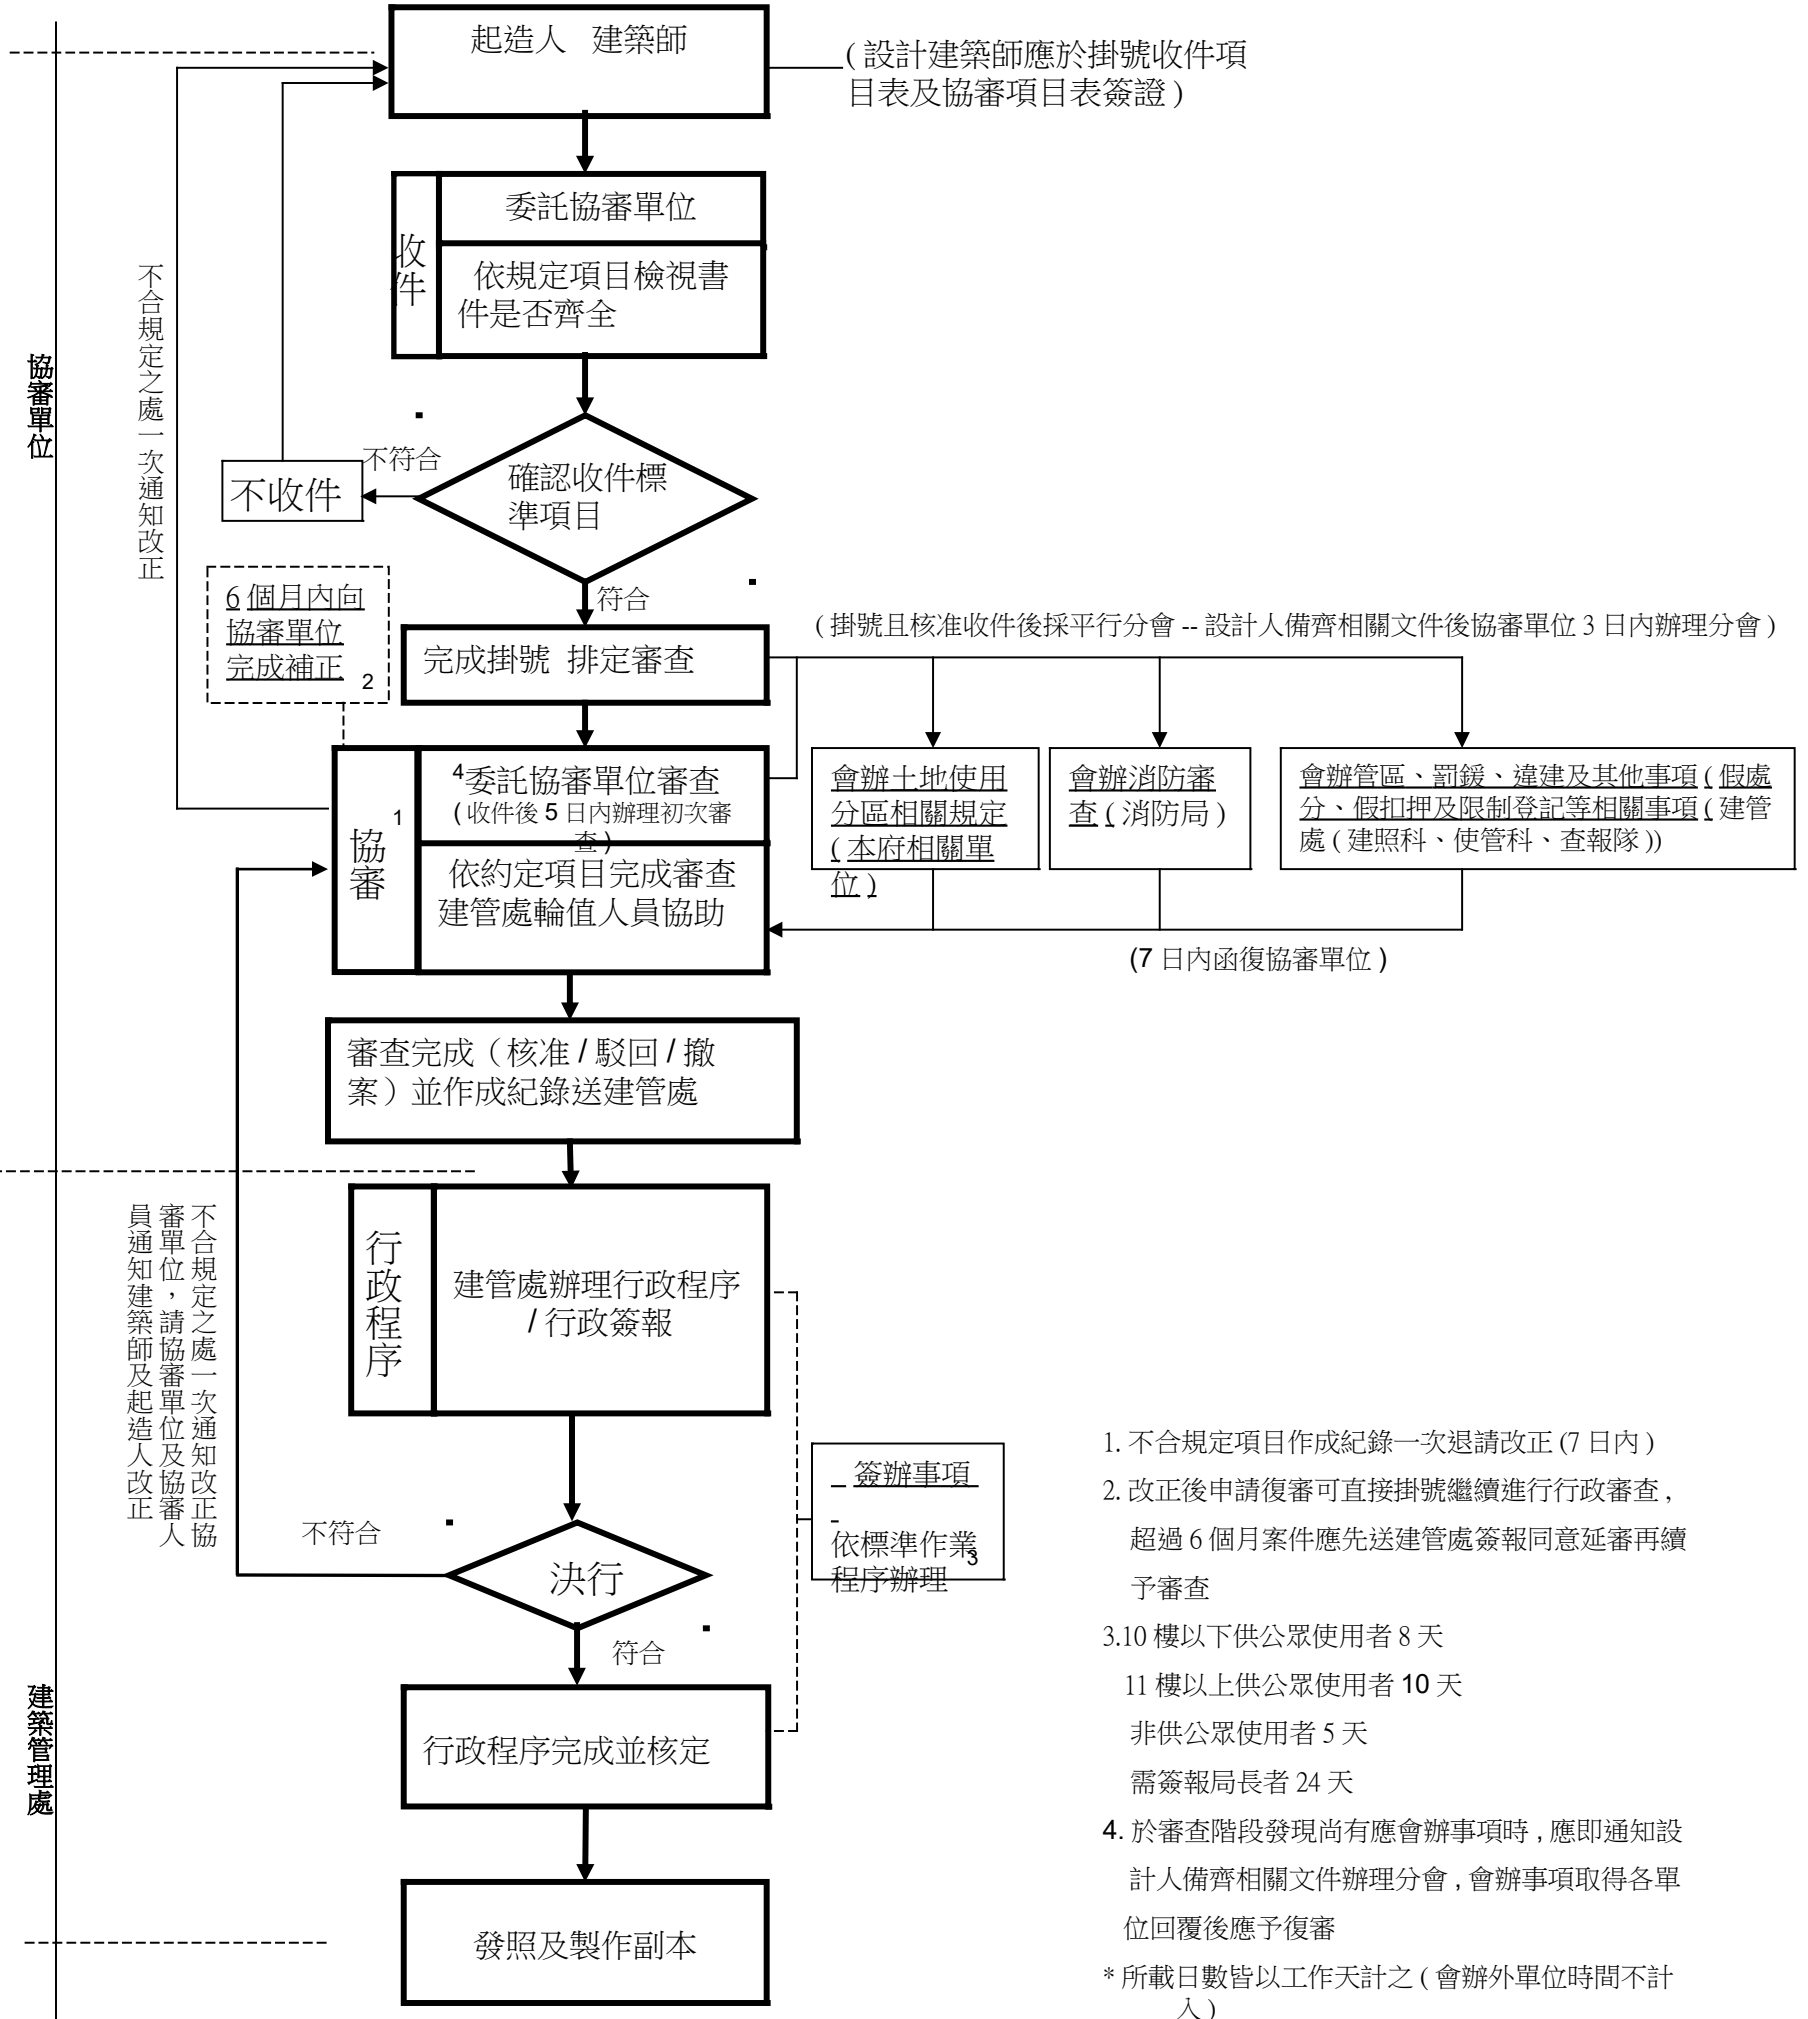 起造人 建築師
( 設計建築師應於掛號收件項
目表及協審項目表簽證 )
收件
委託協審單位
依規定項目檢視書
件是否齊全
不合規定之處一次通知改正
協審單位
不符合
不收件
確認收件標
準項目
符合
6 個月內向
協審單位
完成補正 2
( 掛號且核准收件後採平行分會 -- 設計人備齊相關文件後協審單位 3 日內辦理分會 )
完成掛號 排定審查
協審 1
4委託協審單位審查
( 收件後 5 日內辦理初次審
查 )
依約定項目完成審查
建管處輪值人員協助
會辦土地使用
分區相關規定
( 本府相關單
位 )
會辦消防審
查 ( 消防局 )
會辦管區、罰鍰、違建及其他事項 ( 假處
分、假扣押及限制登記等相關事項 ( 建管
處 ( 建照科、使管科、查報隊 ))
(7 日內函復協審單位 )
審查完成（核准 / 駁回 / 撤
案）並作成紀錄送建管處
不合規定之處一次通知改正協
審單位，請協審單位及協審人
員通知建築師及起造人改正
行政程序
建管處辦理行政程序
/ 行政簽報
簽辦事項
依標準作業
程序辦理 3
不符合
決行
符合
建築管理處
行政程序完成並核定
發照及製作副本
1. 不合規定項目作成紀錄一次退請改正 (7 日內 )
2. 改正後申請復審可直接掛號繼續進行行政審查 ,
超過 6 個月案件應先送建管處簽報同意延審再續
予審查
3.10 樓以下供公眾使用者 8 天
11 樓以上供公眾使用者 10 天
非供公眾使用者 5 天
需簽報局長者 24 天
4. 於審查階段發現尚有應會辦事項時 , 應即通知設
計人備齊相關文件辦理分會 , 會辦事項取得各單
位回覆後應予復審
* 所載日數皆以工作天計之 ( 會辦外單位時間不計
入 )